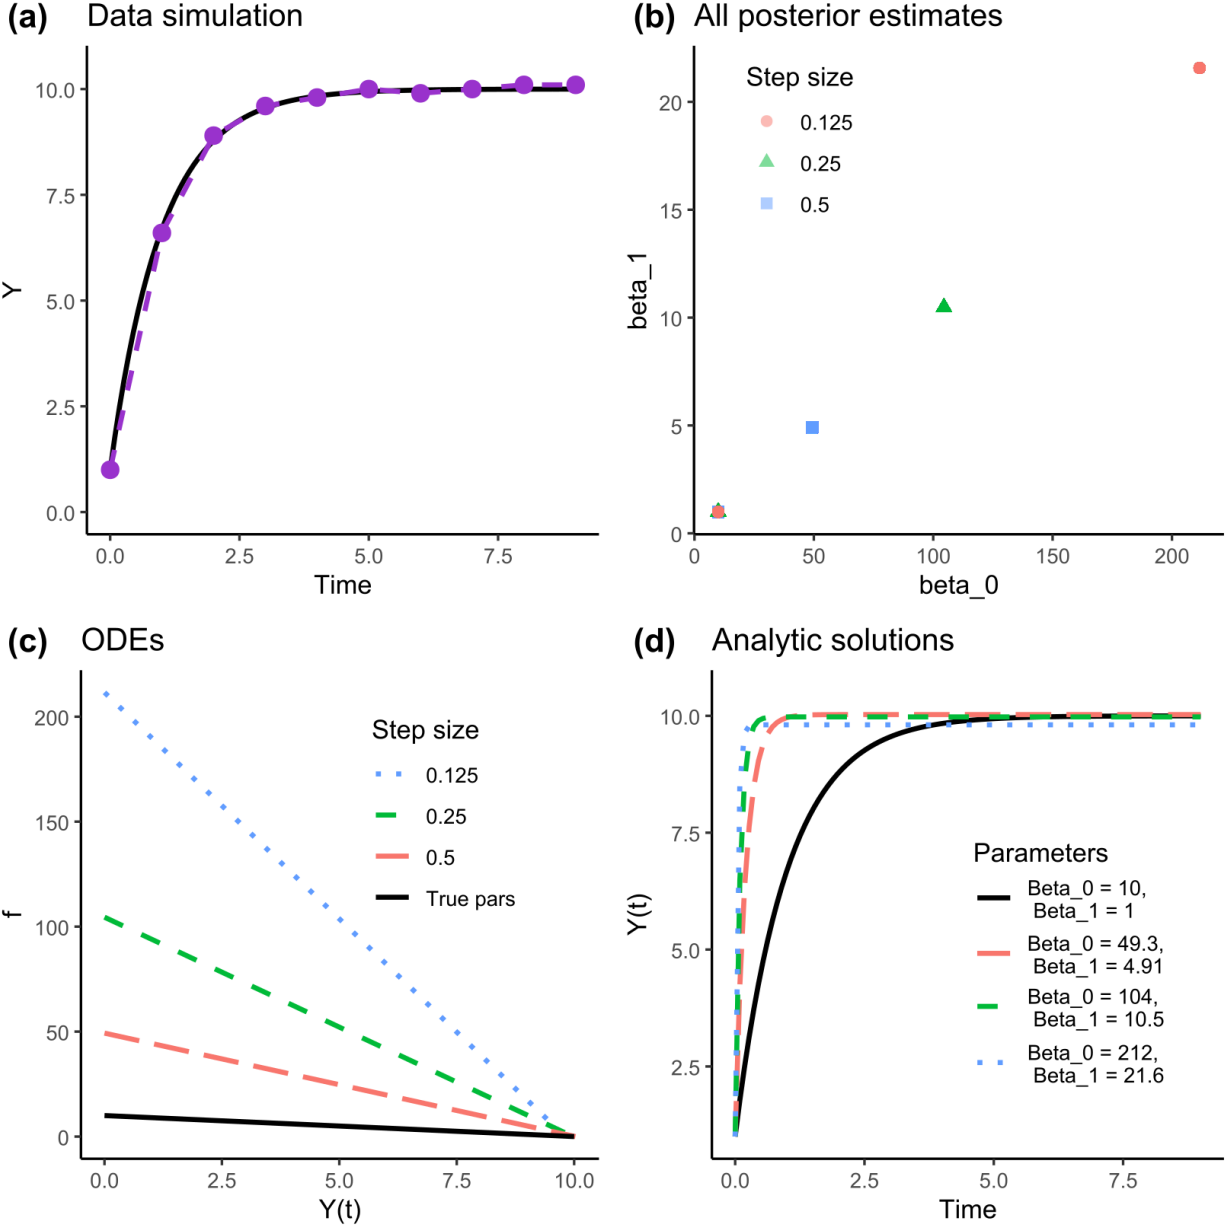 (a) Data simulation
10.0
7.5
5.0
2.5
0.0
Y
0.0 2.5 5.0 7.5
Time
(b) All posterior estimates
Step size
0.125
0.25
0.5
20
15
10
5
0
beta_1
0 50 100 150 200
beta_0
(c) ODEs
200
150
100
50
0
f
Step size
0.125
0.25
0.5
True pars
0.0 2.5 5.0 7.5 10.0
Y(t)
(d) Analytic solutions
10.0
7.5
5.0
2.5
Y(t)
Parameters
Beta_0 = 10,
Beta_1 = 1
Beta_0 = 49.3,
Beta_1 = 4.91
Beta_0 = 104,
Beta_1 = 10.5
Beta_0 = 212,
Beta_1 = 21.6
0.0 2.5 5.0 7.5
Time